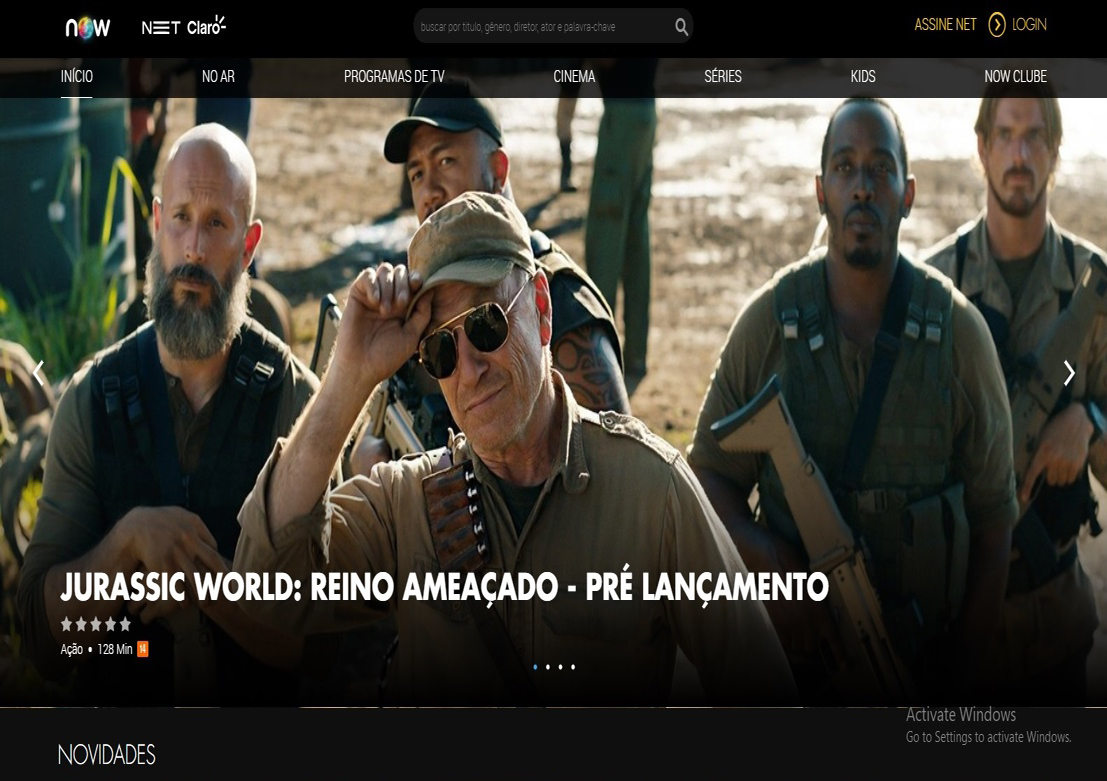 NOW NET Claro
buscar por título, gênero, diretor, ator e palavra-chave
ASSINE NET LOGIN
INÍCIO NO AR PROGRAMAS DE TV CINEMA SÉRIES KIDS NOW CLUBE
JURASSIC WORLD: REINO AMEAÇADO - PRÉ LANÇAMENTO
Ação • 128 Min 14
Activate Windows
Go to Settings to activate Windows.
NOVIDADES